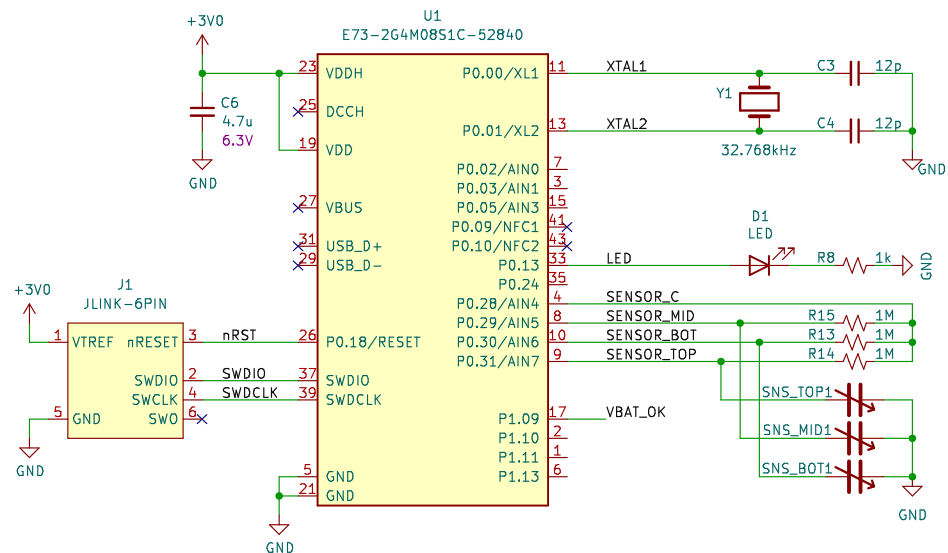 U1
E73-2G4M08S1C-52840
+3V0
C6
4.7u
6.3V
GND
23 VDDH
25 DCCH
19 VDD
27 VBUS
31 USB_D+
29 USB_D-
26 P0.18/RESET
37 SWDIO
39 SWDCLK
5 GND
21 GND
GND
P0.00/XL1 11 XTAL1
P0.01/XL2 13 XTAL2
P0.02/AIN0 7
P0.03/AIN1 3
P0.05/AIN3 15
P0.09/NFC1 41
P0.10/NFC2 43
P0.13 33 LED
P0.24 35
P0.28/AIN4 4 SENSOR_C
P0.29/AIN5 8 SENSOR_MID
P0.30/AIN6 10 SENSOR_BOT
P0.31/AIN7 9 SENSOR_TOP
P1.09 17 VBAT_OK
P1.10 2
P1.11 1
P1.13 6
C3 12p
Y1
C4 12p
32.768kHz
GND
D1
LED
R8 1k
GND
R15 1M
R13 1M
R14 1M
SNS_TOP1
SNS_MID1
SNS_BOT1
GND
+3V0
J1
JLINK-6PIN
1 VTREF
nRESET 3 nRST
SWDIO 2 SWDIO
SWCLK 4 SWDCLK
5 GND
SWO 6
GND